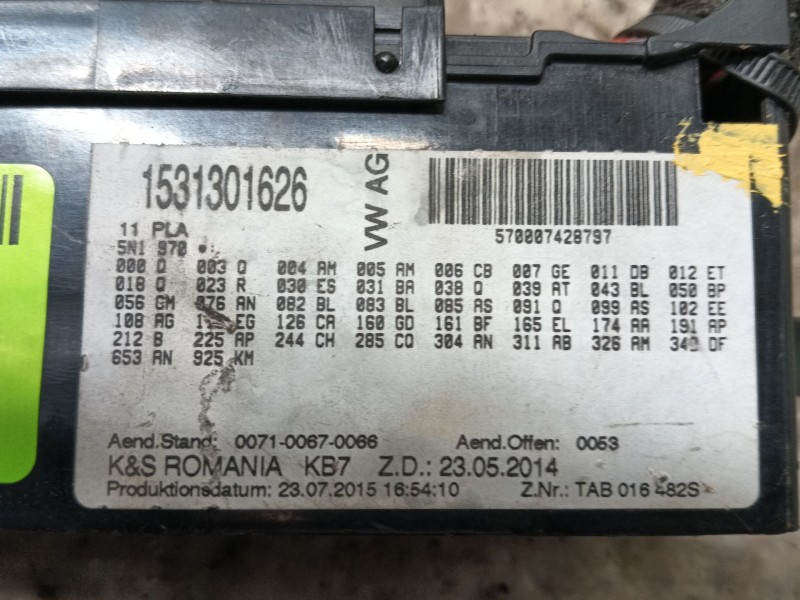 1531301626
VW AG
570007428797
11 PLA
5N1 970
000 Q 003 Q 004 AM 005 AM 006 CB 007 GE 011 DB 012 ET
018 Q 023 R 030 ES 031 BA 038 Q 039 AT 043 BL 050 BP
056 GM 076 AN 082 BL 083 BL 085 AS 091 Q 099 AS 102 EE
108 AG EG 126 CA 160 GD 161 BF 165 EL 174 AA 191 AP
212 B 225 AP 244 CH 285 CQ 304 AN 311 AB 326 AM DF
653 AN 925 KM
Aend.Stand: 0071-0067-0066 Aend.Offen: 0053
K&S ROMANIA KB7 Z.D.: 23.05.2014
Produktionsdatum: 23.07.2015 16:54:10 Z.Nr.: TAB 016 482S